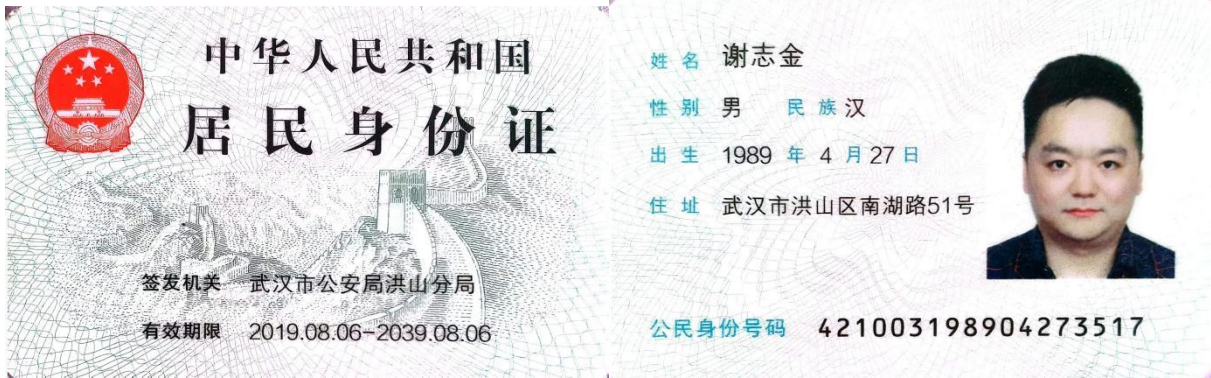 中华人民共和国
居民身份证
签发机关 武汉市公安局洪山分局
有效期限 2019.08.06-2039.08.06
姓名 谢志金
性别 男 民族 汉
出生 1989 年 4 月 27 日
住址 武汉市洪山区南湖路51号
公民身份号码 421003198904273517